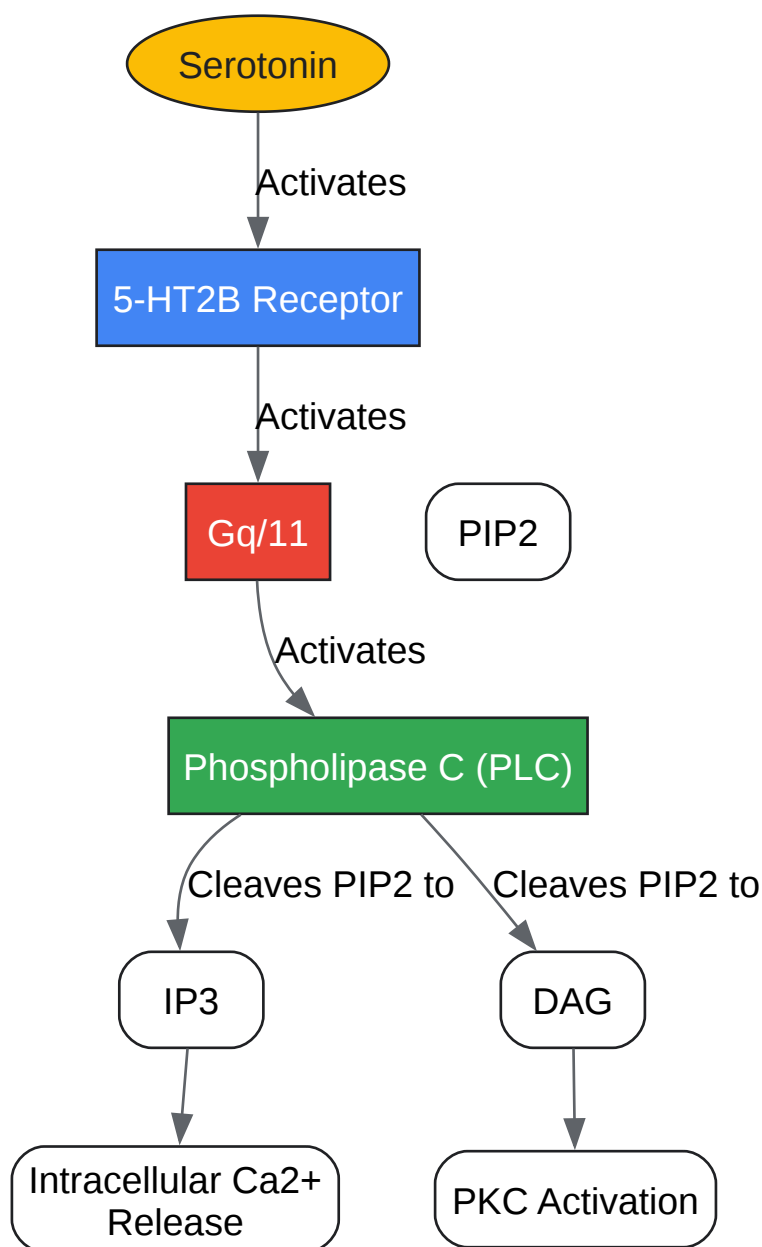 Serotonin
Activates
5-HT2B Receptor
Activates
Gq/11
PIP2
Activates
Phospholipase C (PLC)
Cleaves PIP2 to
Cleaves PIP2 to
IP3
DAG
Intracellular Ca2+
Release
PKC Activation